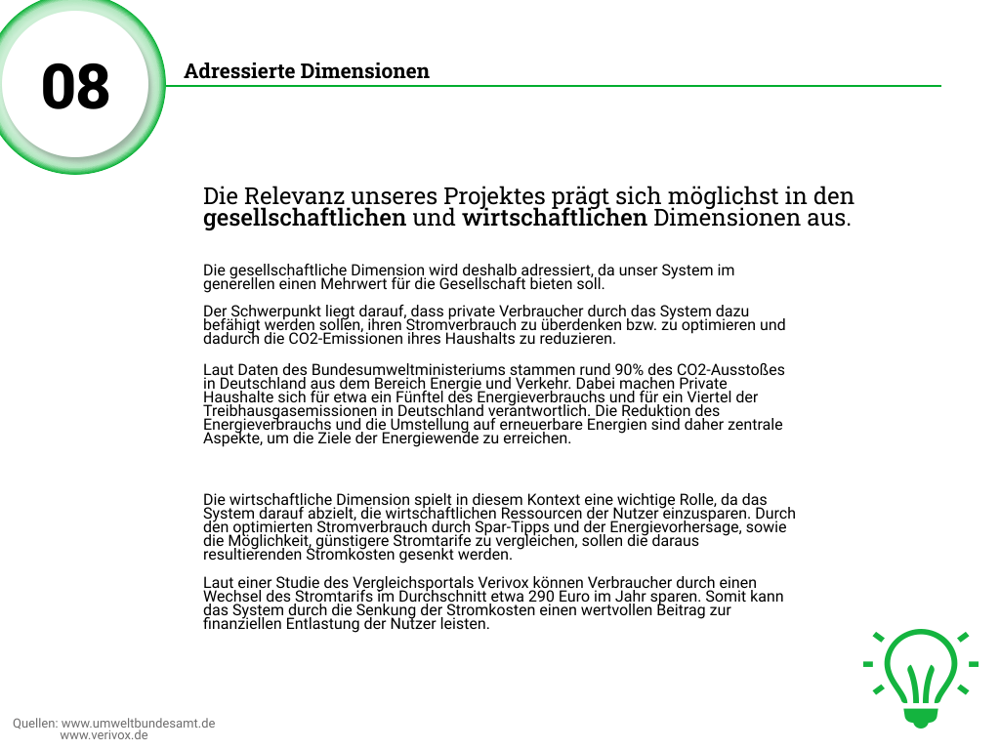 08
Adressierte Dimensionen
Die Relevanz unseres Projektes prägt sich möglichst in den
gesellschaftlichen und wirtschaftlichen Dimensionen aus.
Die gesellschaftliche Dimension wird deshalb adressiert, da unser System im
generellen einen Mehrwert für die Gesellschaft bieten soll.
Der Schwerpunkt liegt darauf, dass private Verbraucher durch das System dazu
befähigt werden sollen, ihren Stromverbrauch zu überdenken bzw. zu optimieren und
dadurch die CO2-Emissionen ihres Haushalts zu reduzieren.
Laut Daten des Bundesumweltministeriums stammen rund 90% des CO2-Ausstoßes
in Deutschland aus dem Bereich Energie und Verkehr. Dabei machen Private
Haushalte sich für etwa ein Fünftel des Energieverbrauchs und für ein Viertel der
Treibhausgasemissionen in Deutschland verantwortlich. Die Reduktion des
Energieverbrauchs und die Umstellung auf erneuerbare Energien sind daher zentrale
Aspekte, um die Ziele der Energiewende zu erreichen.
Die wirtschaftliche Dimension spielt in diesem Kontext eine wichtige Rolle, da das
System darauf abzielt, die wirtschaftlichen Ressourcen der Nutzer einzusparen. Durch
den optimierten Stromverbrauch durch Spar-Tipps und der Energievorhersage, sowie
die Möglichkeit, günstigere Stromtarife zu vergleichen, sollen die daraus
resultierenden Stromkosten gesenkt werden.
Laut einer Studie des Vergleichsportals Verivox können Verbraucher durch einen
Wechsel des Stromtarifs im Durchschnitt etwa 290 Euro im Jahr sparen. Somit kann
das System durch die Senkung der Stromkosten einen wertvollen Beitrag zur
finanziellen Entlastung der Nutzer leisten.
Quellen: www.umweltbundesamt.de
www.verivox.de